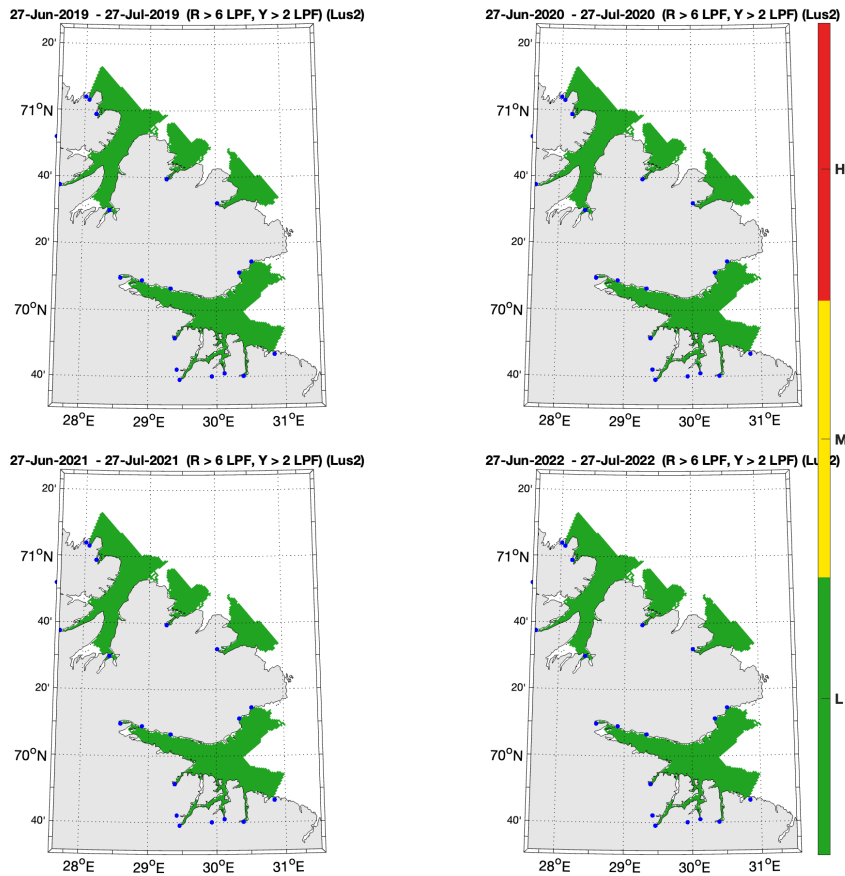 27-Jun-2019 - 27-Jul-2019 (R > 6 LPF, Y > 2 LPF) (Lus2)
20'
71°N
40'
20'
70°N
40'
28°E 29°E 30°E 31°E
27-Jun-2020 - 27-Jul-2020 (R > 6 LPF, Y > 2 LPF) (Lus2)
20'
71°N
40'
20'
70°N
40'
28°E 29°E 30°E 31°E
27-Jun-2021 - 27-Jul-2021 (R > 6 LPF, Y > 2 LPF) (Lus2)
20'
71°N
40'
20'
70°N
40'
28°E 29°E 30°E 31°E
27-Jun-2022 - 27-Jul-2022 (R > 6 LPF, Y > 2 LPF) (Lus2)
20'
71°N
40'
20'
70°N
40'
28°E 29°E 30°E 31°E
H
M
L